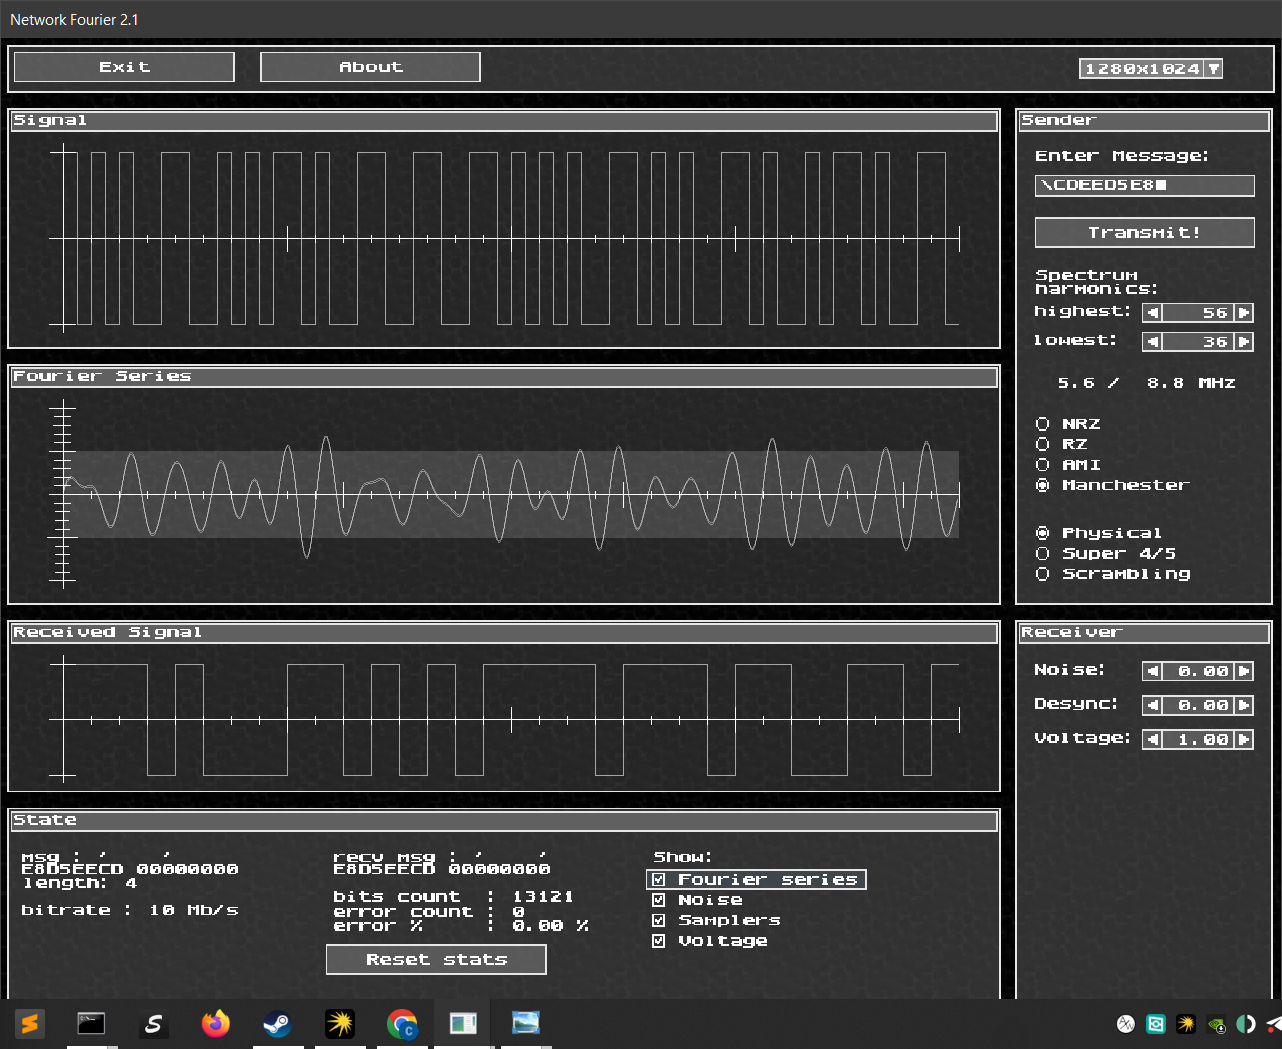 Network Fourier 2.1
Exit
About
1280x1024
Signal
Sender
Enter Message:
\CDEED5E8
Transmit!
Spectrum
harmonics:
highest: 56
lowest: 36
5.6 / 8.8 MHz
NRZ
RZ
AMI
Manchester
Physical
Super 4/5
Scrambling
Fourier Series
Received Signal
Receiver
Noise: 0.00
Desync: 0.00
Voltage: 1.00
State
msg : ' '
E8D5EECD 00000000
length: 4
bitrate : 10 Mb/s
recv msg : ' '
E8D5EECD 00000000
bits count : 13121
error count : 0
error % : 0.00 %
Reset stats
Show:
Fourier series
Noise
Samplers
Voltage